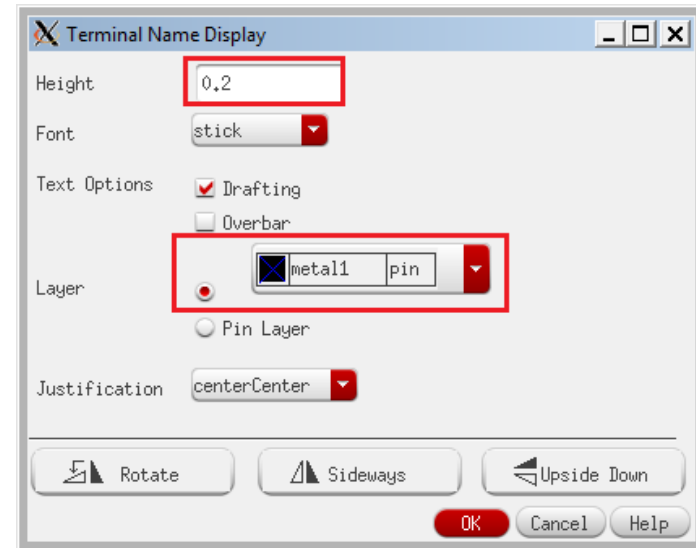 Terminal Name Display
Height 0.2
Font stick
Text Options Drafting
Overbar
metal1 pin
Layer
Pin Layer
Justification centerCenter
Rotate Sideways Upside Down
OK Cancel Help